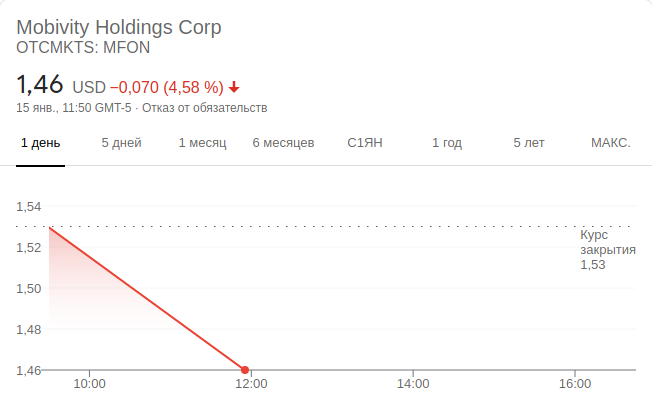 Mobivity Holdings Corp
OTCMKTS: MFON
1,46 USD −0,070 (4,58 %)
15 янв., 11:50 GMT-5 · Отказ от обязательств
1 день 5 дней 1 месяц 6 месяцев С1ЯН 1 год 5 лет МАКС.
1,54
Курс
закрытия
1,53
1,52
1,50
1,48
1,46
10:00 12:00 14:00 16:00